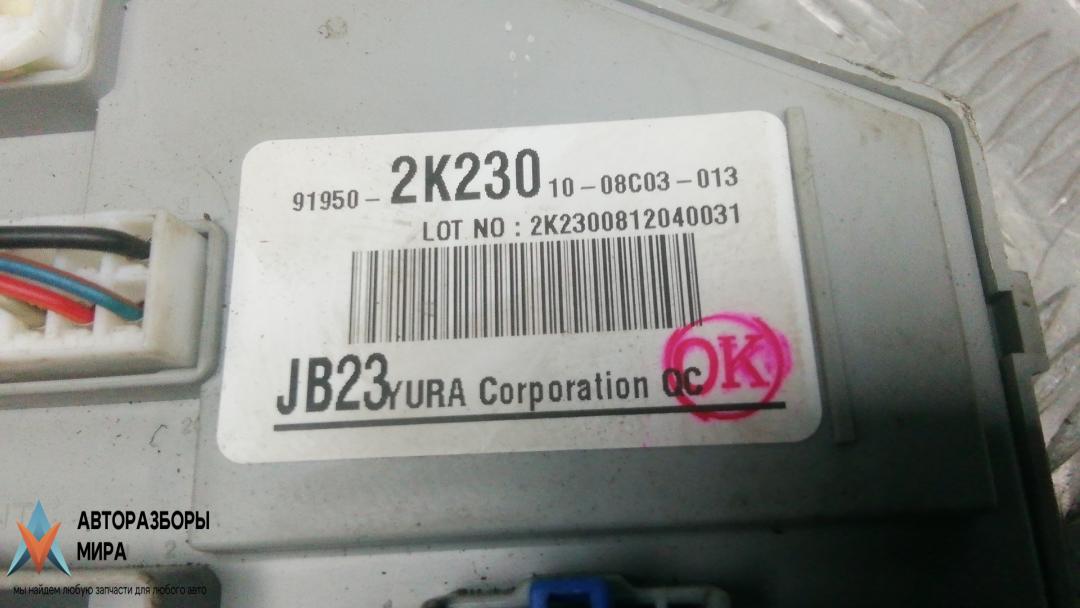 91950-2K230 10-08C03-013
LOT NO : 2K2300812040031
JB23 YURA Corporation QC
OK
АВТОРАЗБОРЫ
МИРА
мы найдем любую запчасти для любого авто